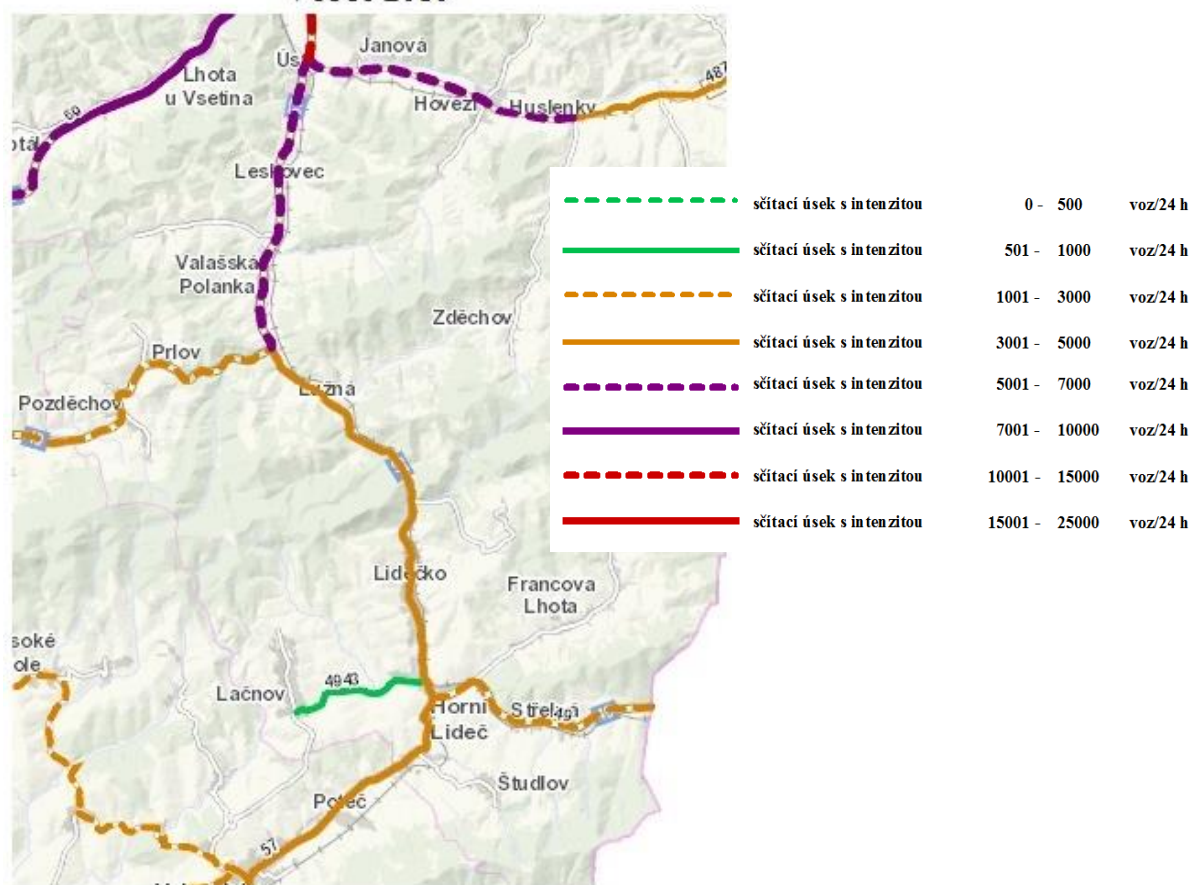 Janová
Ús
Lhota
u Vsetína
487
69
Hovězí
Huslenky
Leskovec
Valašská
Polanka
Zděchov
Prlov
Lužná
Pozděchov
Lidečko
Francova
Lhota
4943
Lačnov
Horní
Lideč
49
Študlov
Poteč
57
sčítací úsek s intenzitou 0 - 500 voz/24 h
sčítací úsek s intenzitou 501 - 1000 voz/24 h
sčítací úsek s intenzitou 1001 - 3000 voz/24 h
sčítací úsek s intenzitou 3001 - 5000 voz/24 h
sčítací úsek s intenzitou 5001 - 7000 voz/24 h
sčítací úsek s intenzitou 7001 - 10000 voz/24 h
sčítací úsek s intenzitou 10001 - 15000 voz/24 h
sčítací úsek s intenzitou 15001 - 25000 voz/24 h